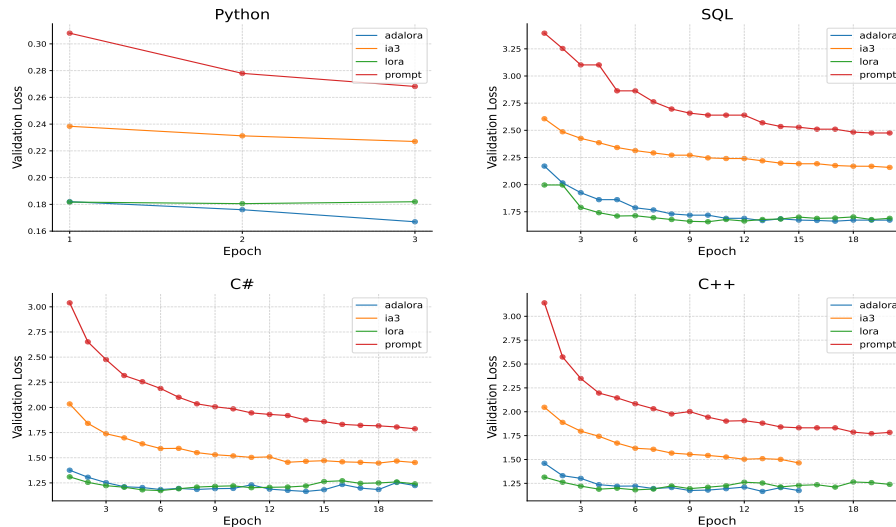 Python
Validation Loss
0.30
0.28
0.26
0.24
0.22
0.20
0.18
0.16
adalora
ia3
lora
prompt
1 2 3
Epoch
SQL
Validation Loss
3.25
3.00
2.75
2.50
2.25
2.00
1.75
adalora
ia3
lora
prompt
3 6 9 12 15 18
Epoch
C#
Validation Loss
3.00
2.75
2.50
2.25
2.00
1.75
1.50
1.25
adalora
ia3
lora
prompt
3 6 9 12 15 18
Epoch
C++
Validation Loss
3.00
2.75
2.50
2.25
2.00
1.75
1.50
1.25
adalora
ia3
lora
prompt
3 6 9 12 15 18
Epoch